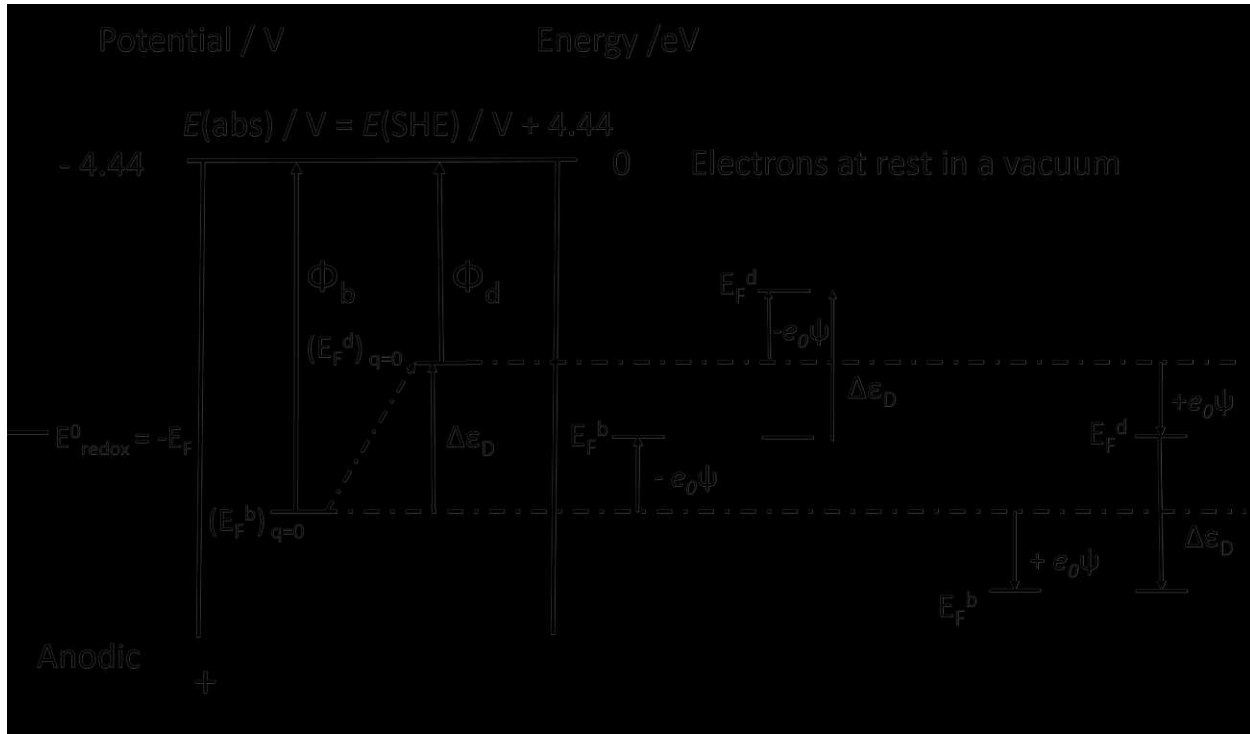 Potential / V
Energy /eV
E(abs) / V = E(SHE) / V + 4.44
- 4.44
0
Electrons at rest in a vacuum
Φb
Φd
EFd
-e0ψ
(EFd)q=0
ΔεD
+e0ψ
E0redox = -EF
ΔεD
EFb
EFd
- e0ψ
(EFb)q=0
ΔεD
+ e0ψ
EFb
Anodic
+